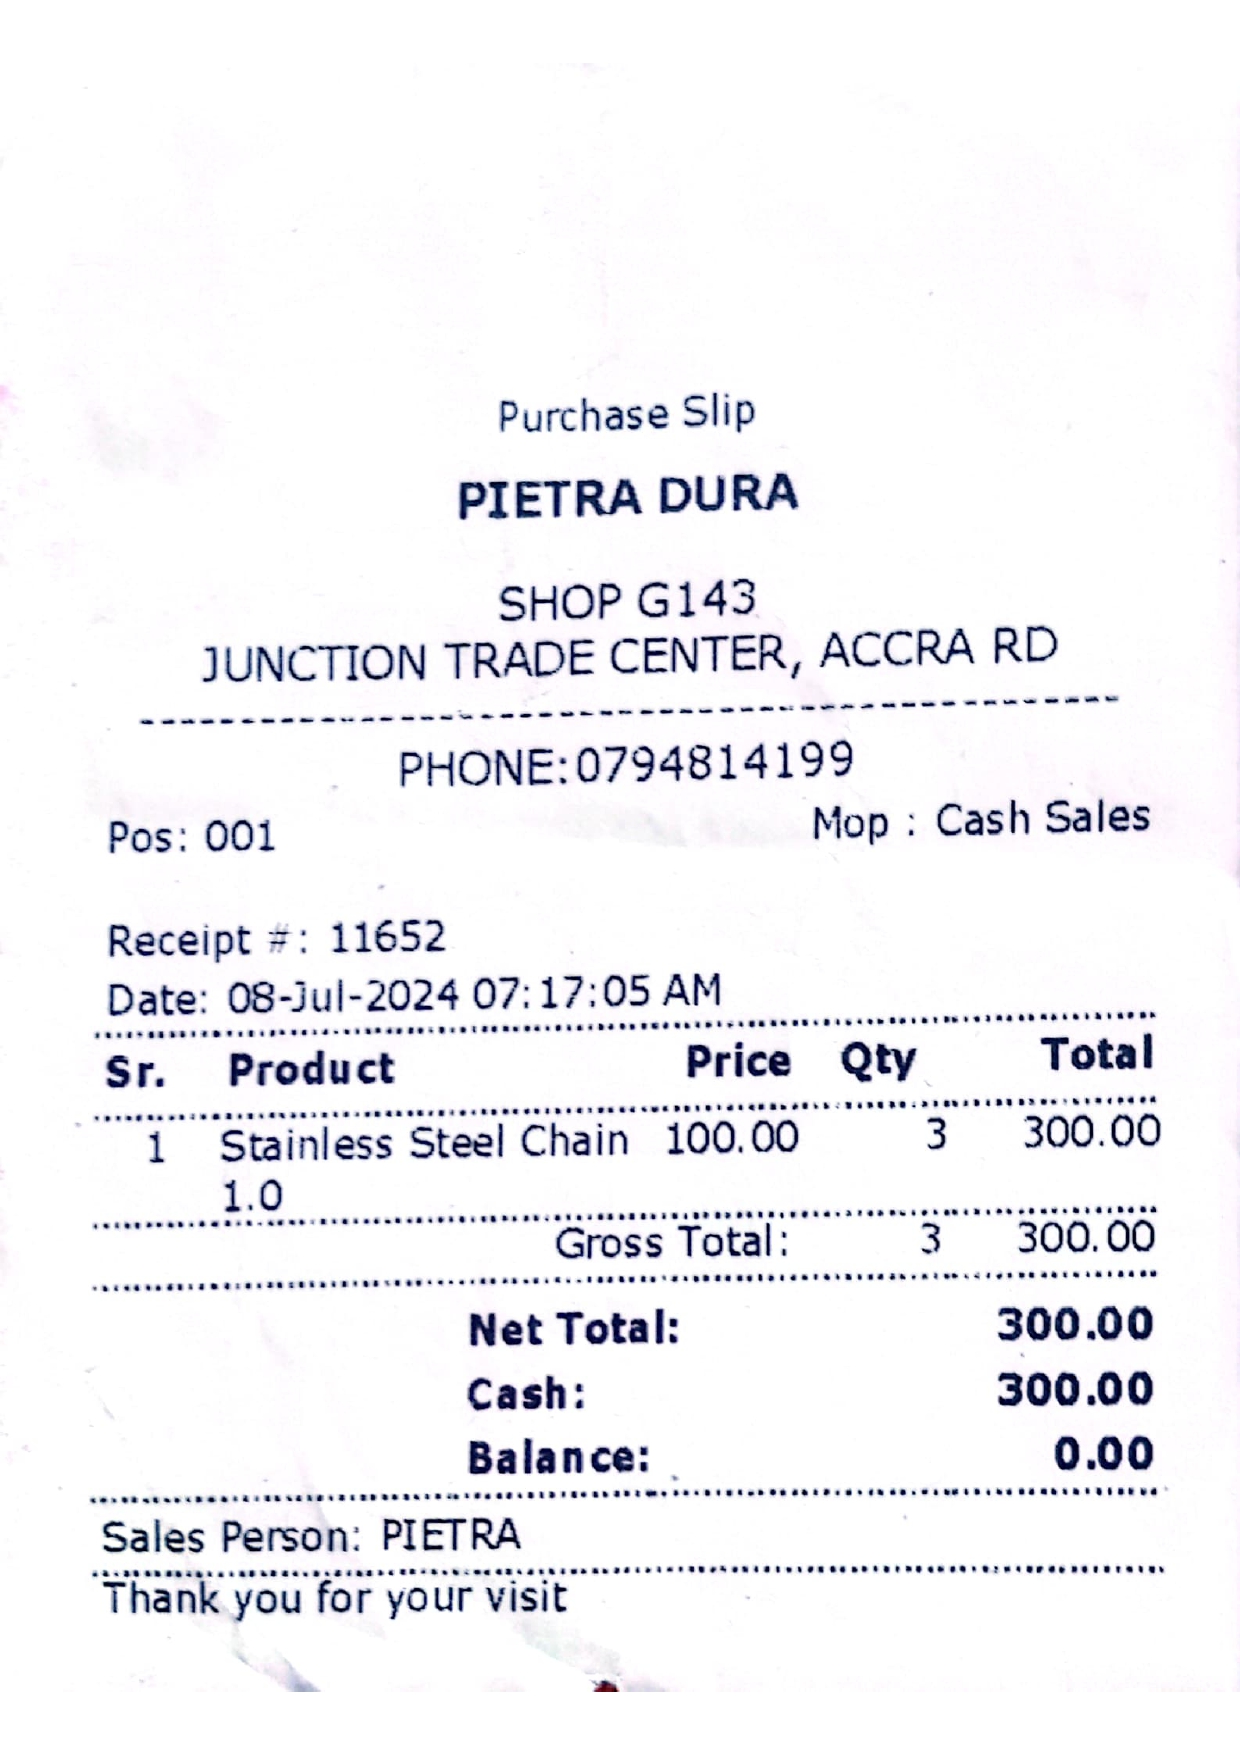 Purchase Slip
PIETRA DURA
SHOP G143
JUNCTION TRADE CENTER, ACCRA RD
PHONE:0794814199
Pos: 001 Mop : Cash Sales
Receipt #: 11652
Date: 08-Jul-2024 07:17:05 AM
Sr. Product Price Qty Total
1 Stainless Steel Chain 100.00 3 300.00
1.0
Gross Total: 3 300.00
Net Total: 300.00
Cash: 300.00
Balance: 0.00
Sales Person: PIETRA
Thank you for your visit